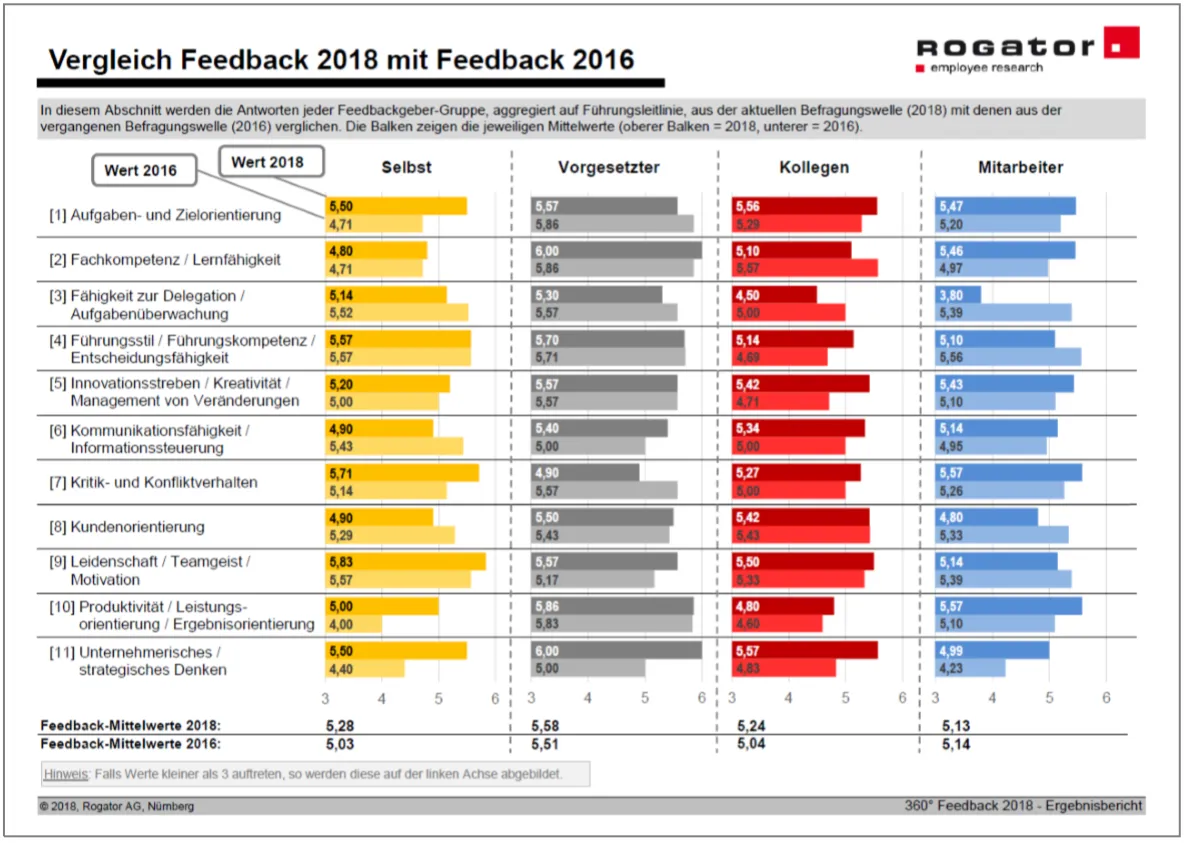 Vergleich Feedback 2018 mit Feedback 2016
ROGator
employee research
In diesem Abschnitt werden die Antworten jeder Feedbackgeber-Gruppe, aggregiert auf Führungsleitlinie, aus der aktuellen Befragungswelle (2018) mit denen aus der
vergangenen Befragungswelle (2016) verglichen. Die Balken zeigen die jeweiligen Mittelwerte (oberer Balken = 2018, unterer = 2016).
Wert 2016
Wert 2018
Selbst Vorgesetzter Kollegen Mitarbeiter
[1] Aufgaben- und Zielorientierung
5,50 5,57 5,56 5,47
4,71 5,86 5,29 5,20
[2] Fachkompetenz / Lernfähigkeit
4,80 6,00 5,10 5,46
4,71 5,86 5,57 4,97
[3] Fähigkeit zur Delegation /
Aufgabenüberwachung
5,14 5,30 4,50 3,80
5,52 5,57 5,00 5,39
[4] Führungsstil / Führungskompetenz /
Entscheidungsfähigkeit
5,57 5,70 5,14 5,10
5,57 5,71 4,69 5,56
[5] Innovationsstreben / Kreativität /
Management von Veränderungen
5,20 5,57 5,42 5,43
5,00 5,57 4,71 5,10
[6] Kommunikationsfähigkeit /
Informationssteuerung
4,90 5,40 5,34 5,14
5,43 5,00 5,00 4,95
[7] Kritik- und Konfliktverhalten
5,71 4,90 5,27 5,57
5,14 5,57 5,00 5,26
[8] Kundenorientierung
4,90 5,50 5,42 4,80
5,29 5,43 5,43 5,33
[9] Leidenschaft / Teamgeist /
Motivation
5,83 5,57 5,50 5,14
5,57 5,17 5,33 5,39
[10] Produktivität / Leistungs-
orientierung / Ergebnisorientierung
5,00 5,86 4,80 5,57
4,00 5,83 4,60 5,10
[11] Unternehmerisches /
strategisches Denken
5,50 6,00 5,57 4,99
4,40 5,00 4,83 4,23
3 4 5 6 3 4 5 6 3 4 5 6 3 4 5 6
Feedback-Mittelwerte 2018: 5,28 5,58 5,24 5,13
Feedback-Mittelwerte 2016: 5,03 5,51 5,04 5,14
Hinweis: Falls Werte kleiner als 3 auftreten, so werden diese auf der linken Achse abgebildet.
© 2018, Rogator AG, Nürnberg
360° Feedback 2018 - Ergebnisbericht